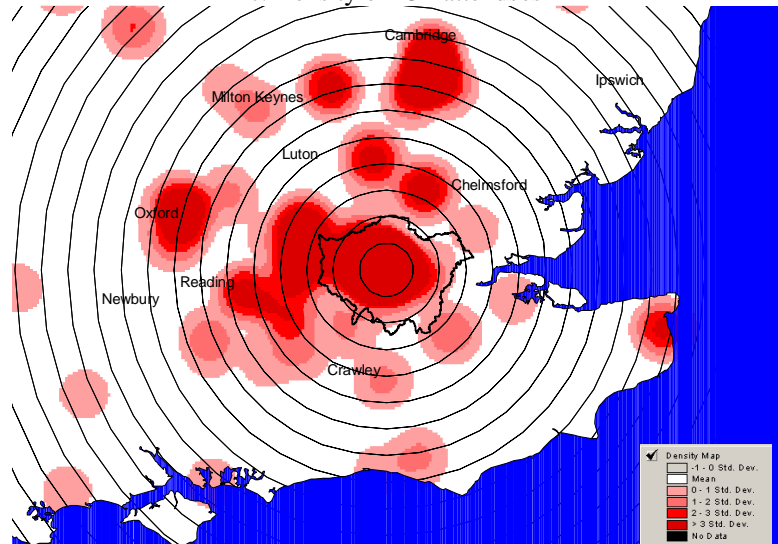 Cambridge
Ipswich
Milton Keynes
Luton
Chelmsford
Oxford
Reading
Newbury
Crawley
Density Map
-1 - 0 Std. Dev.
Mean
0 - 1 Std. Dev.
1 - 2 Std. Dev.
2 - 3 Std. Dev.
> 3 Std. Dev.
No Data